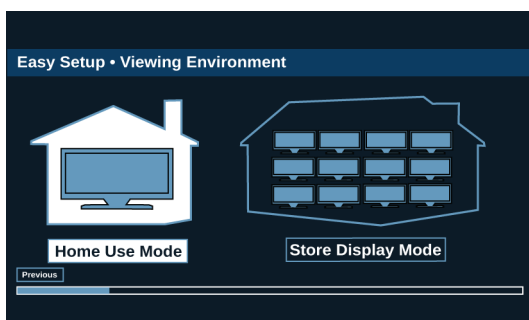 Easy Setup • Viewing Environment
Home Use Mode
Store Display Mode
Previous